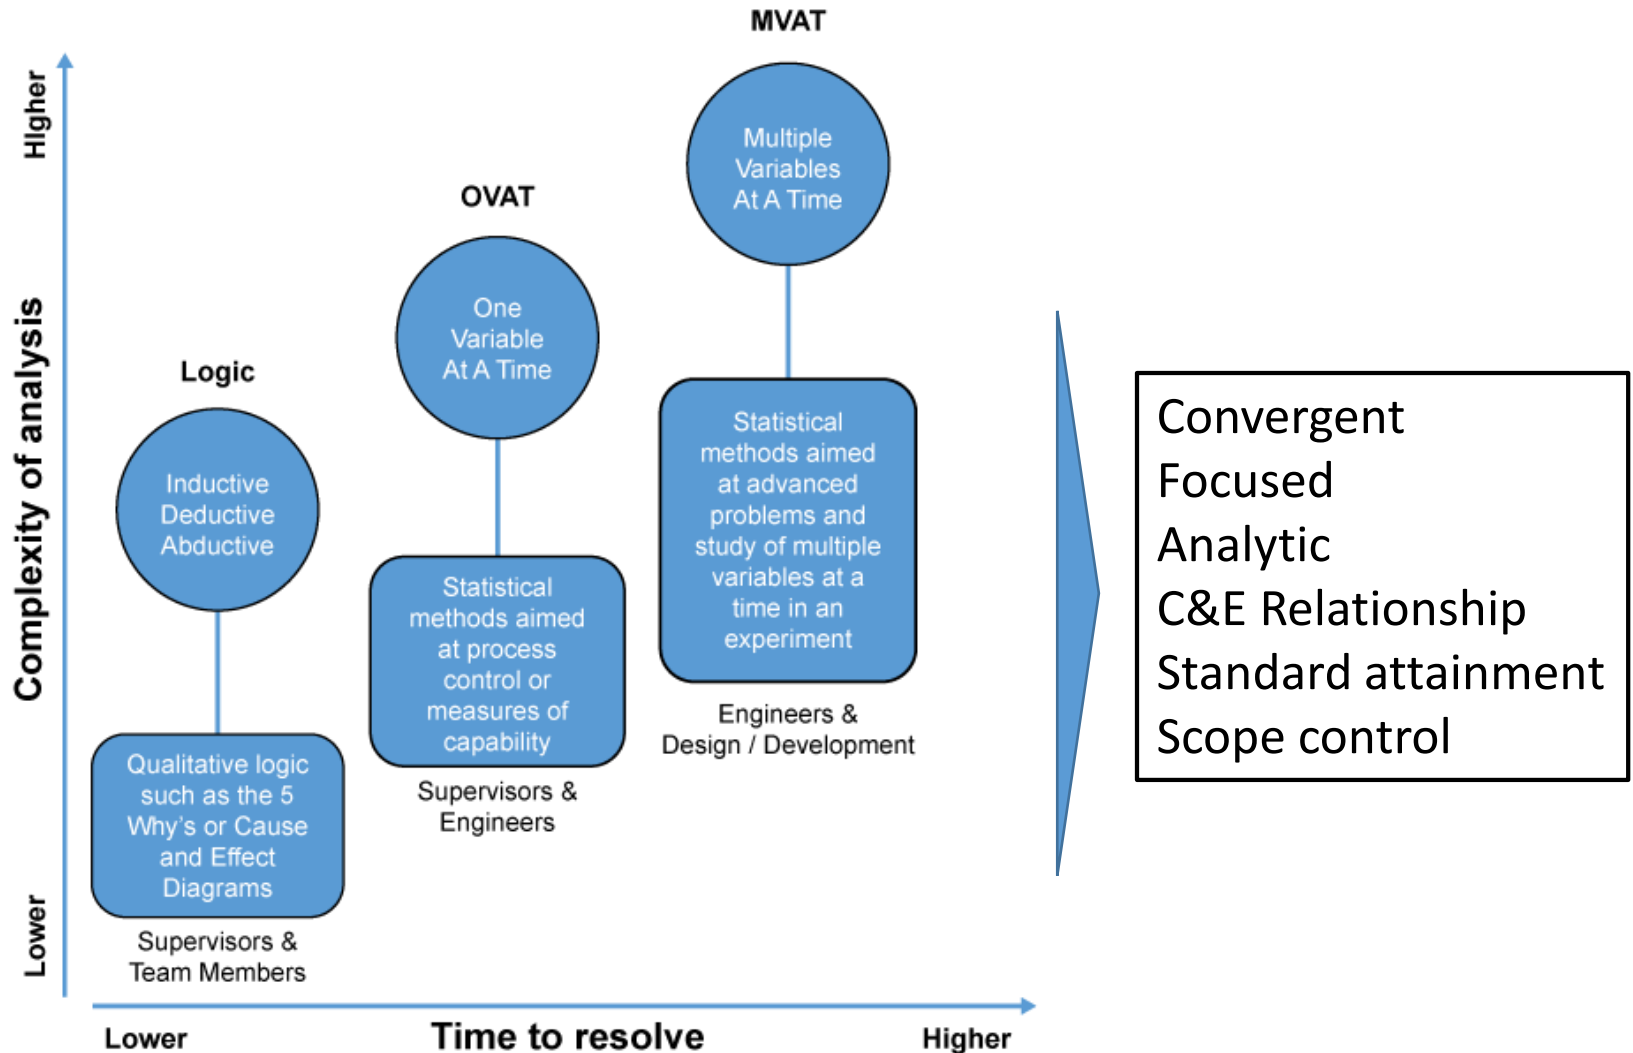 MVAT
Multiple
Variables
At A Time
Statistical
methods aimed
at advanced
problems and
study of multiple
variables at a
time in an
experiment
Engineers &
Design / Development
OVAT
One
Variable
At A Time
Statistical
methods aimed
at process
control or
measures of
capability
Supervisors &
Engineers
Logic
Inductive
Deductive
Abductive
Qualitative logic
such as the 5
Why's or Cause
and Effect
Diagrams
Supervisors &
Team Members
HIgher
Complexity of analysis
Lower
Lower
Time to resolve
Higher
Convergent
Focused
Analytic
C&E Relationship
Standard attainment
Scope control